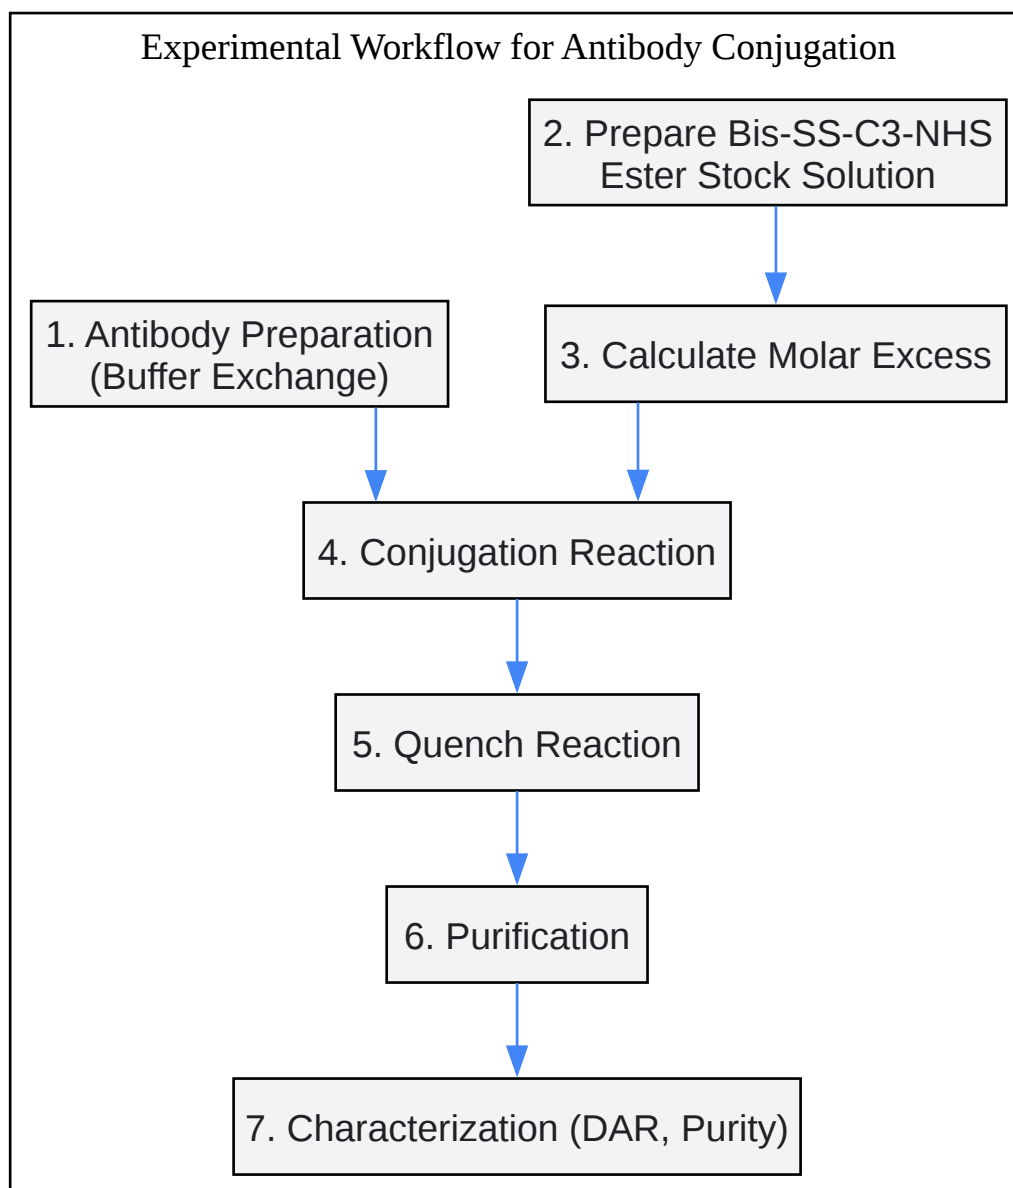 Experimental Workflow for Antibody Conjugation
2. Prepare Bis-SS-C3-NHS
Ester Stock Solution
1. Antibody Preparation
(Buffer Exchange)
3. Calculate Molar Excess
4. Conjugation Reaction
5. Quench Reaction
6. Purification
7. Characterization (DAR, Purity)